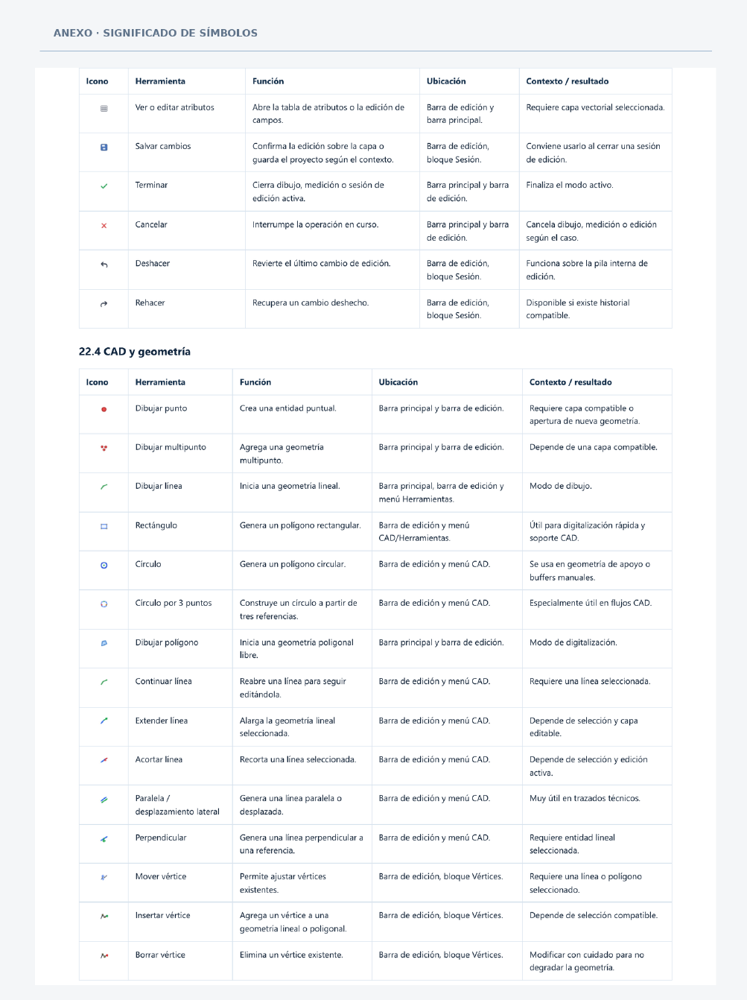 ANEXO · SIGNIFICADO DE SÍMBOLOS
Icono Herramienta Función Ubicación Contexto / resultado
Ver o editar atributos Abre la tabla de atributos o la edición de Barra de edición y Requiere capa vectorial seleccionada.
campos. barra principal.
Salvar cambios Confirma la edición sobre la capa o Barra de edición, Conviene usarlo al cerrar una sesión
guarda el proyecto según el contexto. bloque Sesión. de edición.
Terminar Cierra dibujo, medición o sesión de Barra principal y barra Finaliza el modo activo.
edición activa. de edición.
Cancelar Interrumpe la operación en curso. Barra principal y barra Cancela dibujo, medición o edición
de edición. según el caso.
Deshacer Revierte el último cambio de edición. Barra de edición, Funciona sobre la pila interna de
bloque Sesión. edición.
Rehacer Recupera un cambio deshecho. Barra de edición, Disponible si existe historial
bloque Sesión. compatible.
22.4 CAD y geometría
Icono Herramienta Función Ubicación Contexto / resultado
Dibujar punto Crea una entidad puntual. Barra principal y barra de edición. Requiere capa compatible o
apertura de nueva geometría.
Dibujar multipunto Agrega una geometría Barra principal y barra de edición. Depende de una capa compatible.
multipunto.
Dibujar línea Inicia una geometría lineal. Barra principal, barra de edición y Modo de dibujo.
menú Herramientas.
Rectángulo Genera un polígono rectangular. Barra de edición y menú Útil para digitalización rápida y
CAD/Herramientas. soporte CAD.
Círculo Genera un polígono circular. Barra de edición y menú CAD. Se usa en geometría de apoyo o
buffers manuales.
Círculo por 3 puntos Construye un círculo a partir de Barra de edición y menú CAD. Especialmente útil en flujos CAD.
tres referencias.
Dibujar polígono Inicia una geometría poligonal Barra principal y barra de edición. Modo de digitalización.
libre.
Continuar línea Reabre una línea para seguir Barra de edición y menú CAD. Requiere una línea seleccionada.
editándola.
Extender línea Alarga la geometría lineal Barra de edición y menú CAD. Depende de selección y capa
seleccionada. editable.
Acortar línea Recorta una línea seleccionada. Barra de edición y menú CAD. Depende de selección y edición
activa.
Paralela / Genera una línea paralela o Barra de edición y menú CAD. Muy útil en trazados técnicos.
desplazamiento lateral desplazada.
Perpendicular Genera una línea perpendicular a Barra de edición y menú CAD. Requiere entidad lineal
una referencia. seleccionada.
Mover vértice Permite ajustar vértices Barra de edición, bloque Vértices. Requiere una línea o polígono
existentes. seleccionado.
Insertar vértice Agrega un vértice a una Barra de edición, bloque Vértices. Depende de selección compatible.
geometría lineal o poligonal.
Borrar vértice Elimina un vértice existente. Barra de edición, bloque Vértices. Modificar con cuidado para no
degradar la geometría.